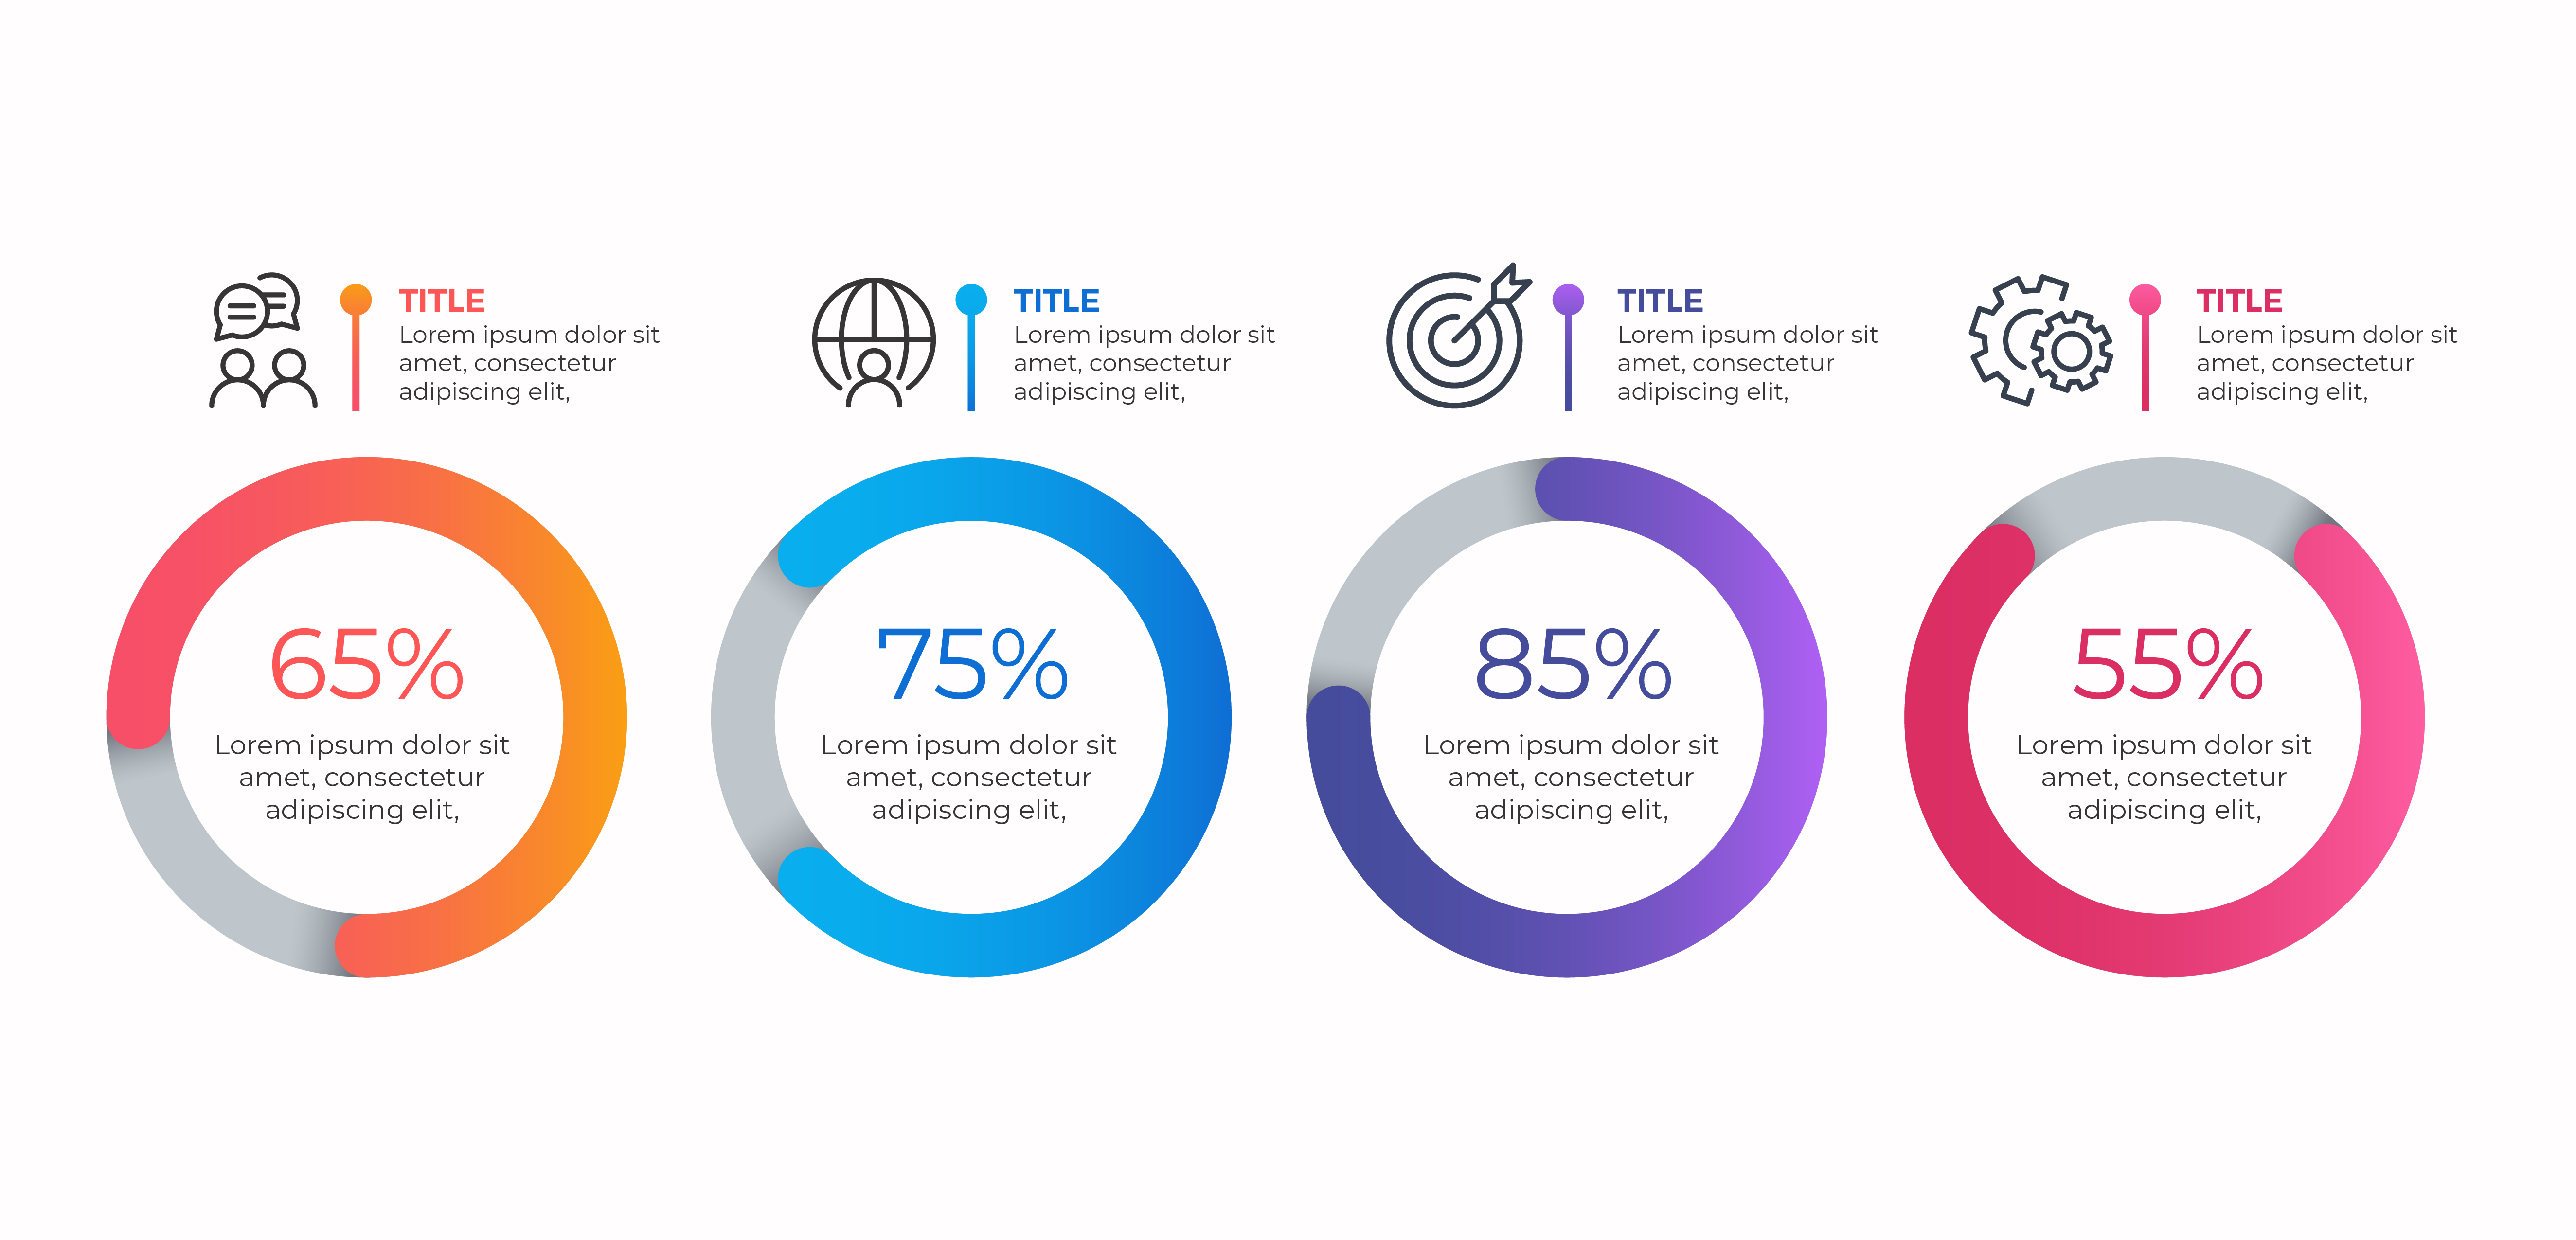 TITLE
Lorem ipsum dolor sit
amet, consectetur
adipiscing elit,
TITLE
Lorem ipsum dolor sit
amet, consectetur
adipiscing elit,
TITLE
Lorem ipsum dolor sit
amet, consectetur
adipiscing elit,
TITLE
Lorem ipsum dolor sit
amet, consectetur
adipiscing elit,
65%
Lorem ipsum dolor sit
amet, consectetur
adipiscing elit,
75%
Lorem ipsum dolor sit
amet, consectetur
adipiscing elit,
85%
Lorem ipsum dolor sit
amet, consectetur
adipiscing elit,
55%
Lorem ipsum dolor sit
amet, consectetur
adipiscing elit,